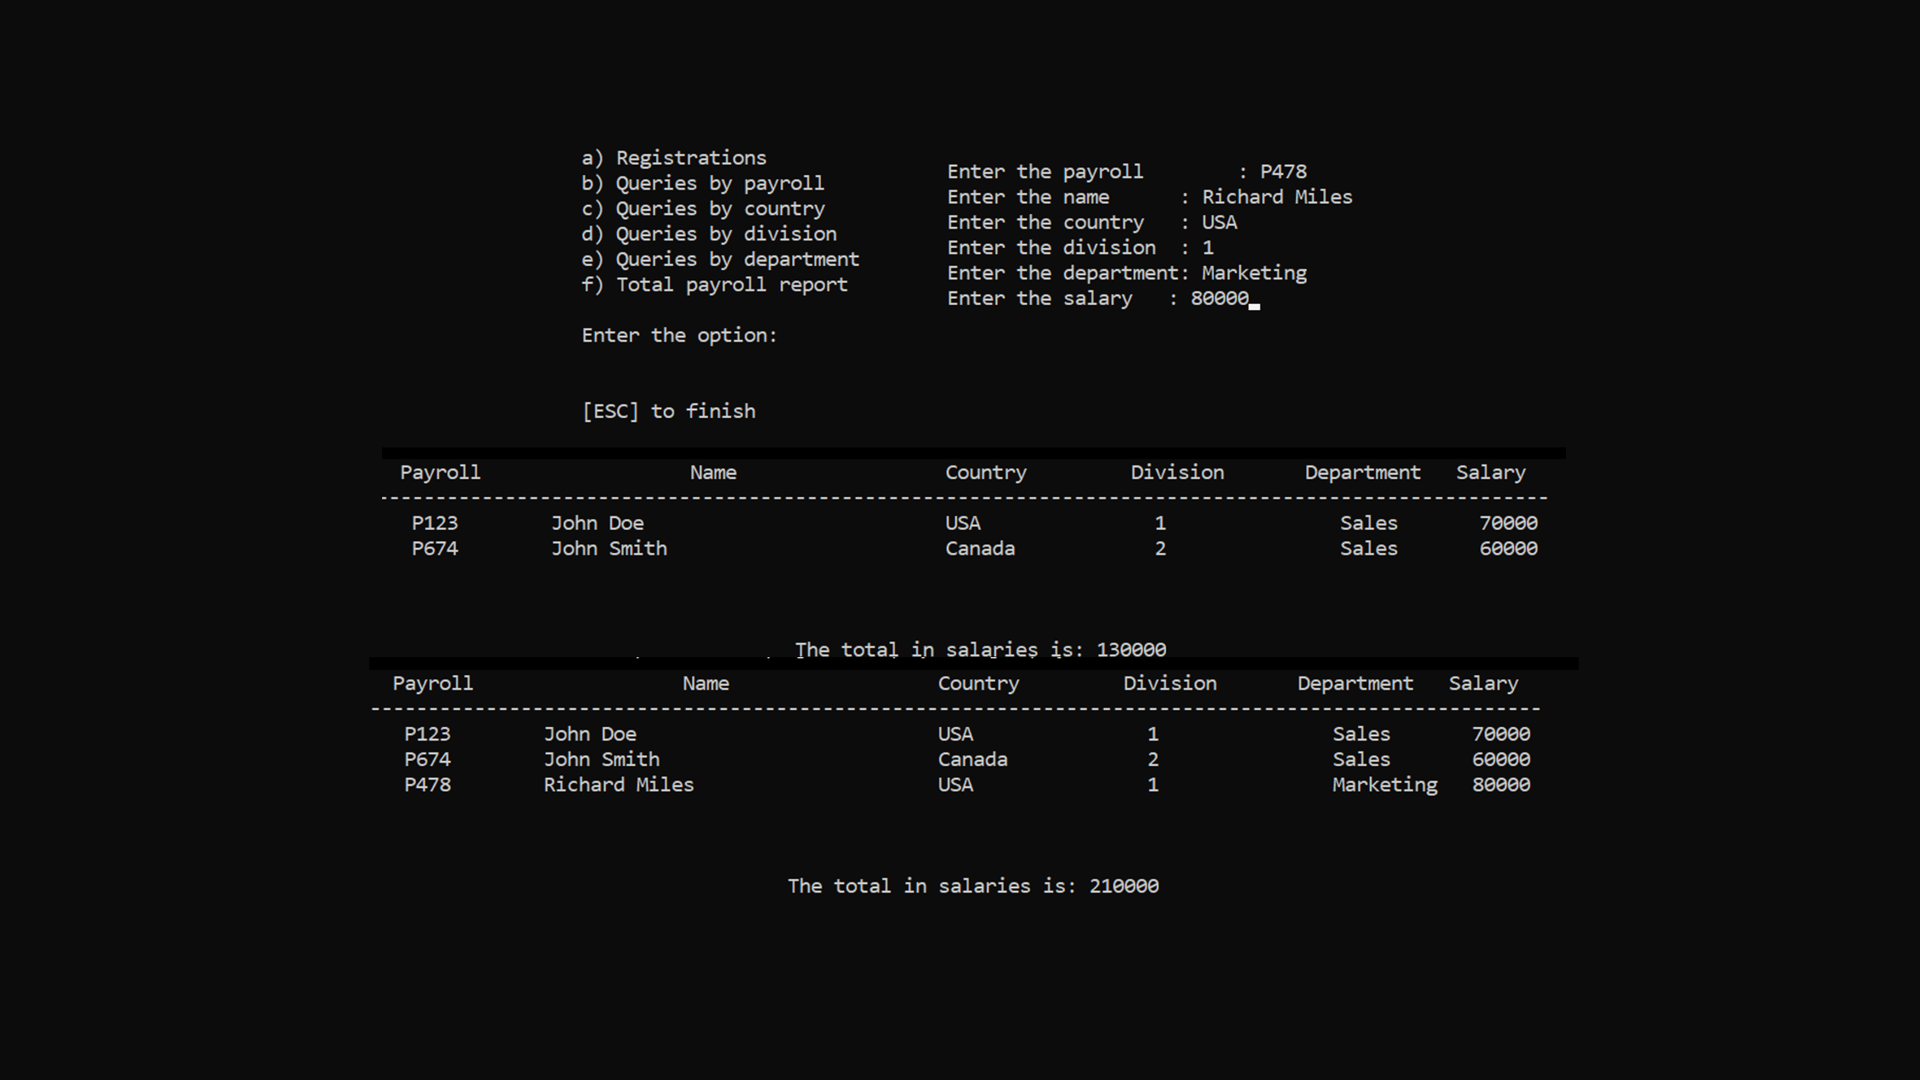 a) Registrations
b) Queries by payroll
c) Queries by country
d) Queries by division
e) Queries by department
f) Total payroll report
Enter the option:
[ESC] to finish
Enter the payroll        : P478
Enter the name      : Richard Miles
Enter the country   : USA
Enter the division  : 1
Enter the department: Marketing
Enter the salary   : 80000
Payroll Name Country Division Department Salary
-----------------------------------------------------------------------------------------------------
P123 John Doe USA 1 Sales 70000
P674 John Smith Canada 2 Sales 60000
The total in salaries is: 130000
Payroll Name Country Division Department Salary
-----------------------------------------------------------------------------------------------------
P123 John Doe USA 1 Sales 70000
P674 John Smith Canada 2 Sales 60000
P478 Richard Miles USA 1 Marketing 80000
The total in salaries is: 210000